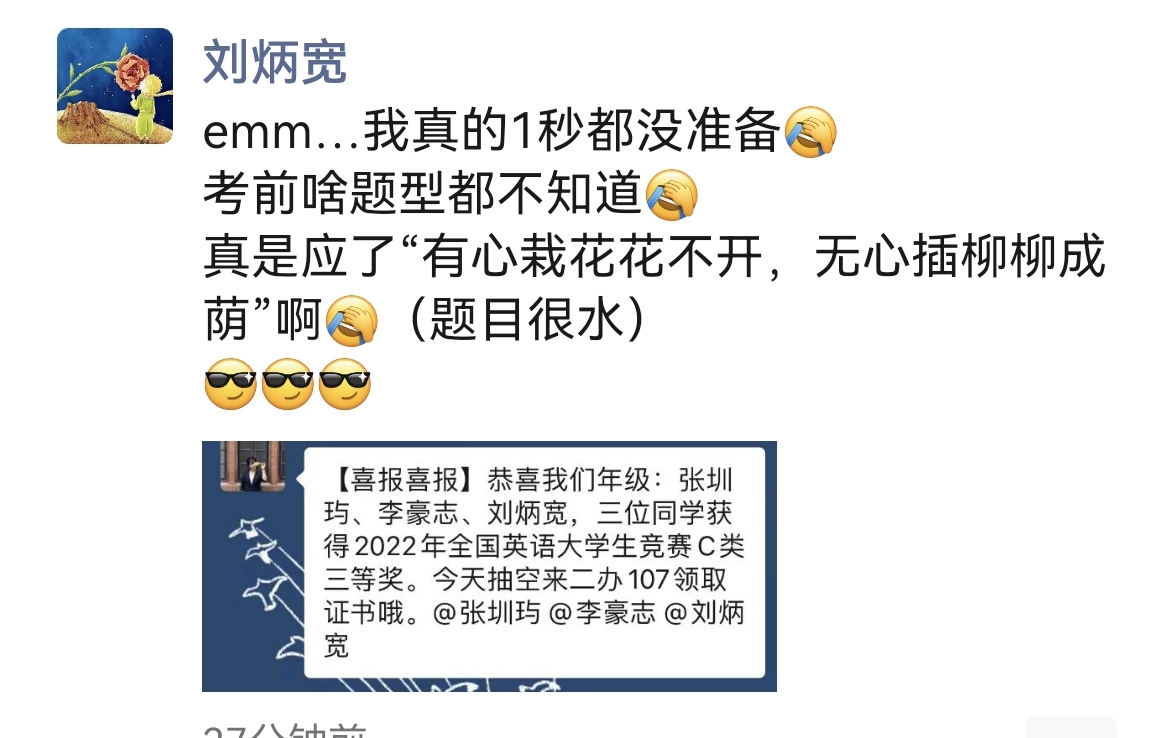 刘炳宽
emm...我真的1秒都没准备🤦
考前啥题型都不知道🤦
真是应了“有心栽花花不开，无心插柳柳成
荫”啊🤦（题目很水）
😎😎😎
【喜报喜报】恭喜我们年级：张圳
玙、李豪志、刘炳宽，三位同学获
得2022年全国英语大学生竞赛C类
三等奖。今天抽空来二办107领取
证书哦。@张圳玙 @李豪志 @刘炳
宽
27分钟前